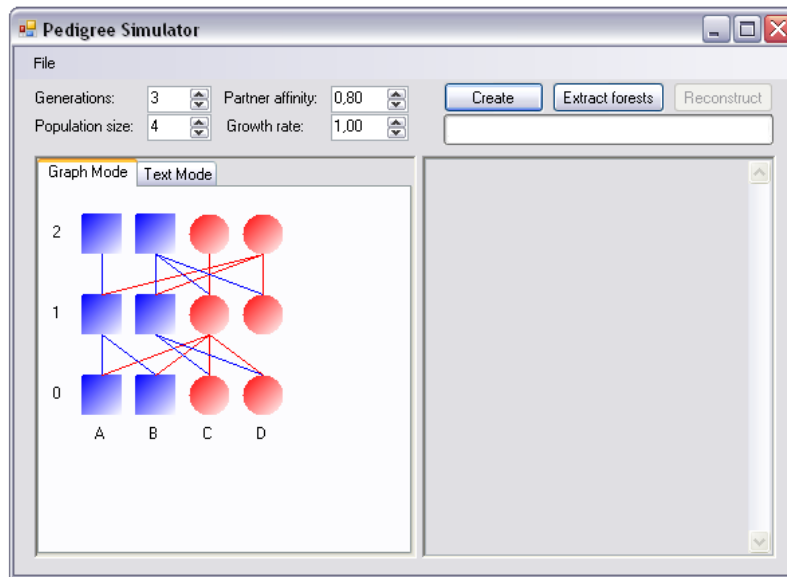 Pedigree Simulator
File
Generations: 3 Partner affinity: 0,80 Create Extract forests Reconstruct
Population size: 4 Growth rate: 1,00
Graph Mode Text Mode
2
1
0
A B C D